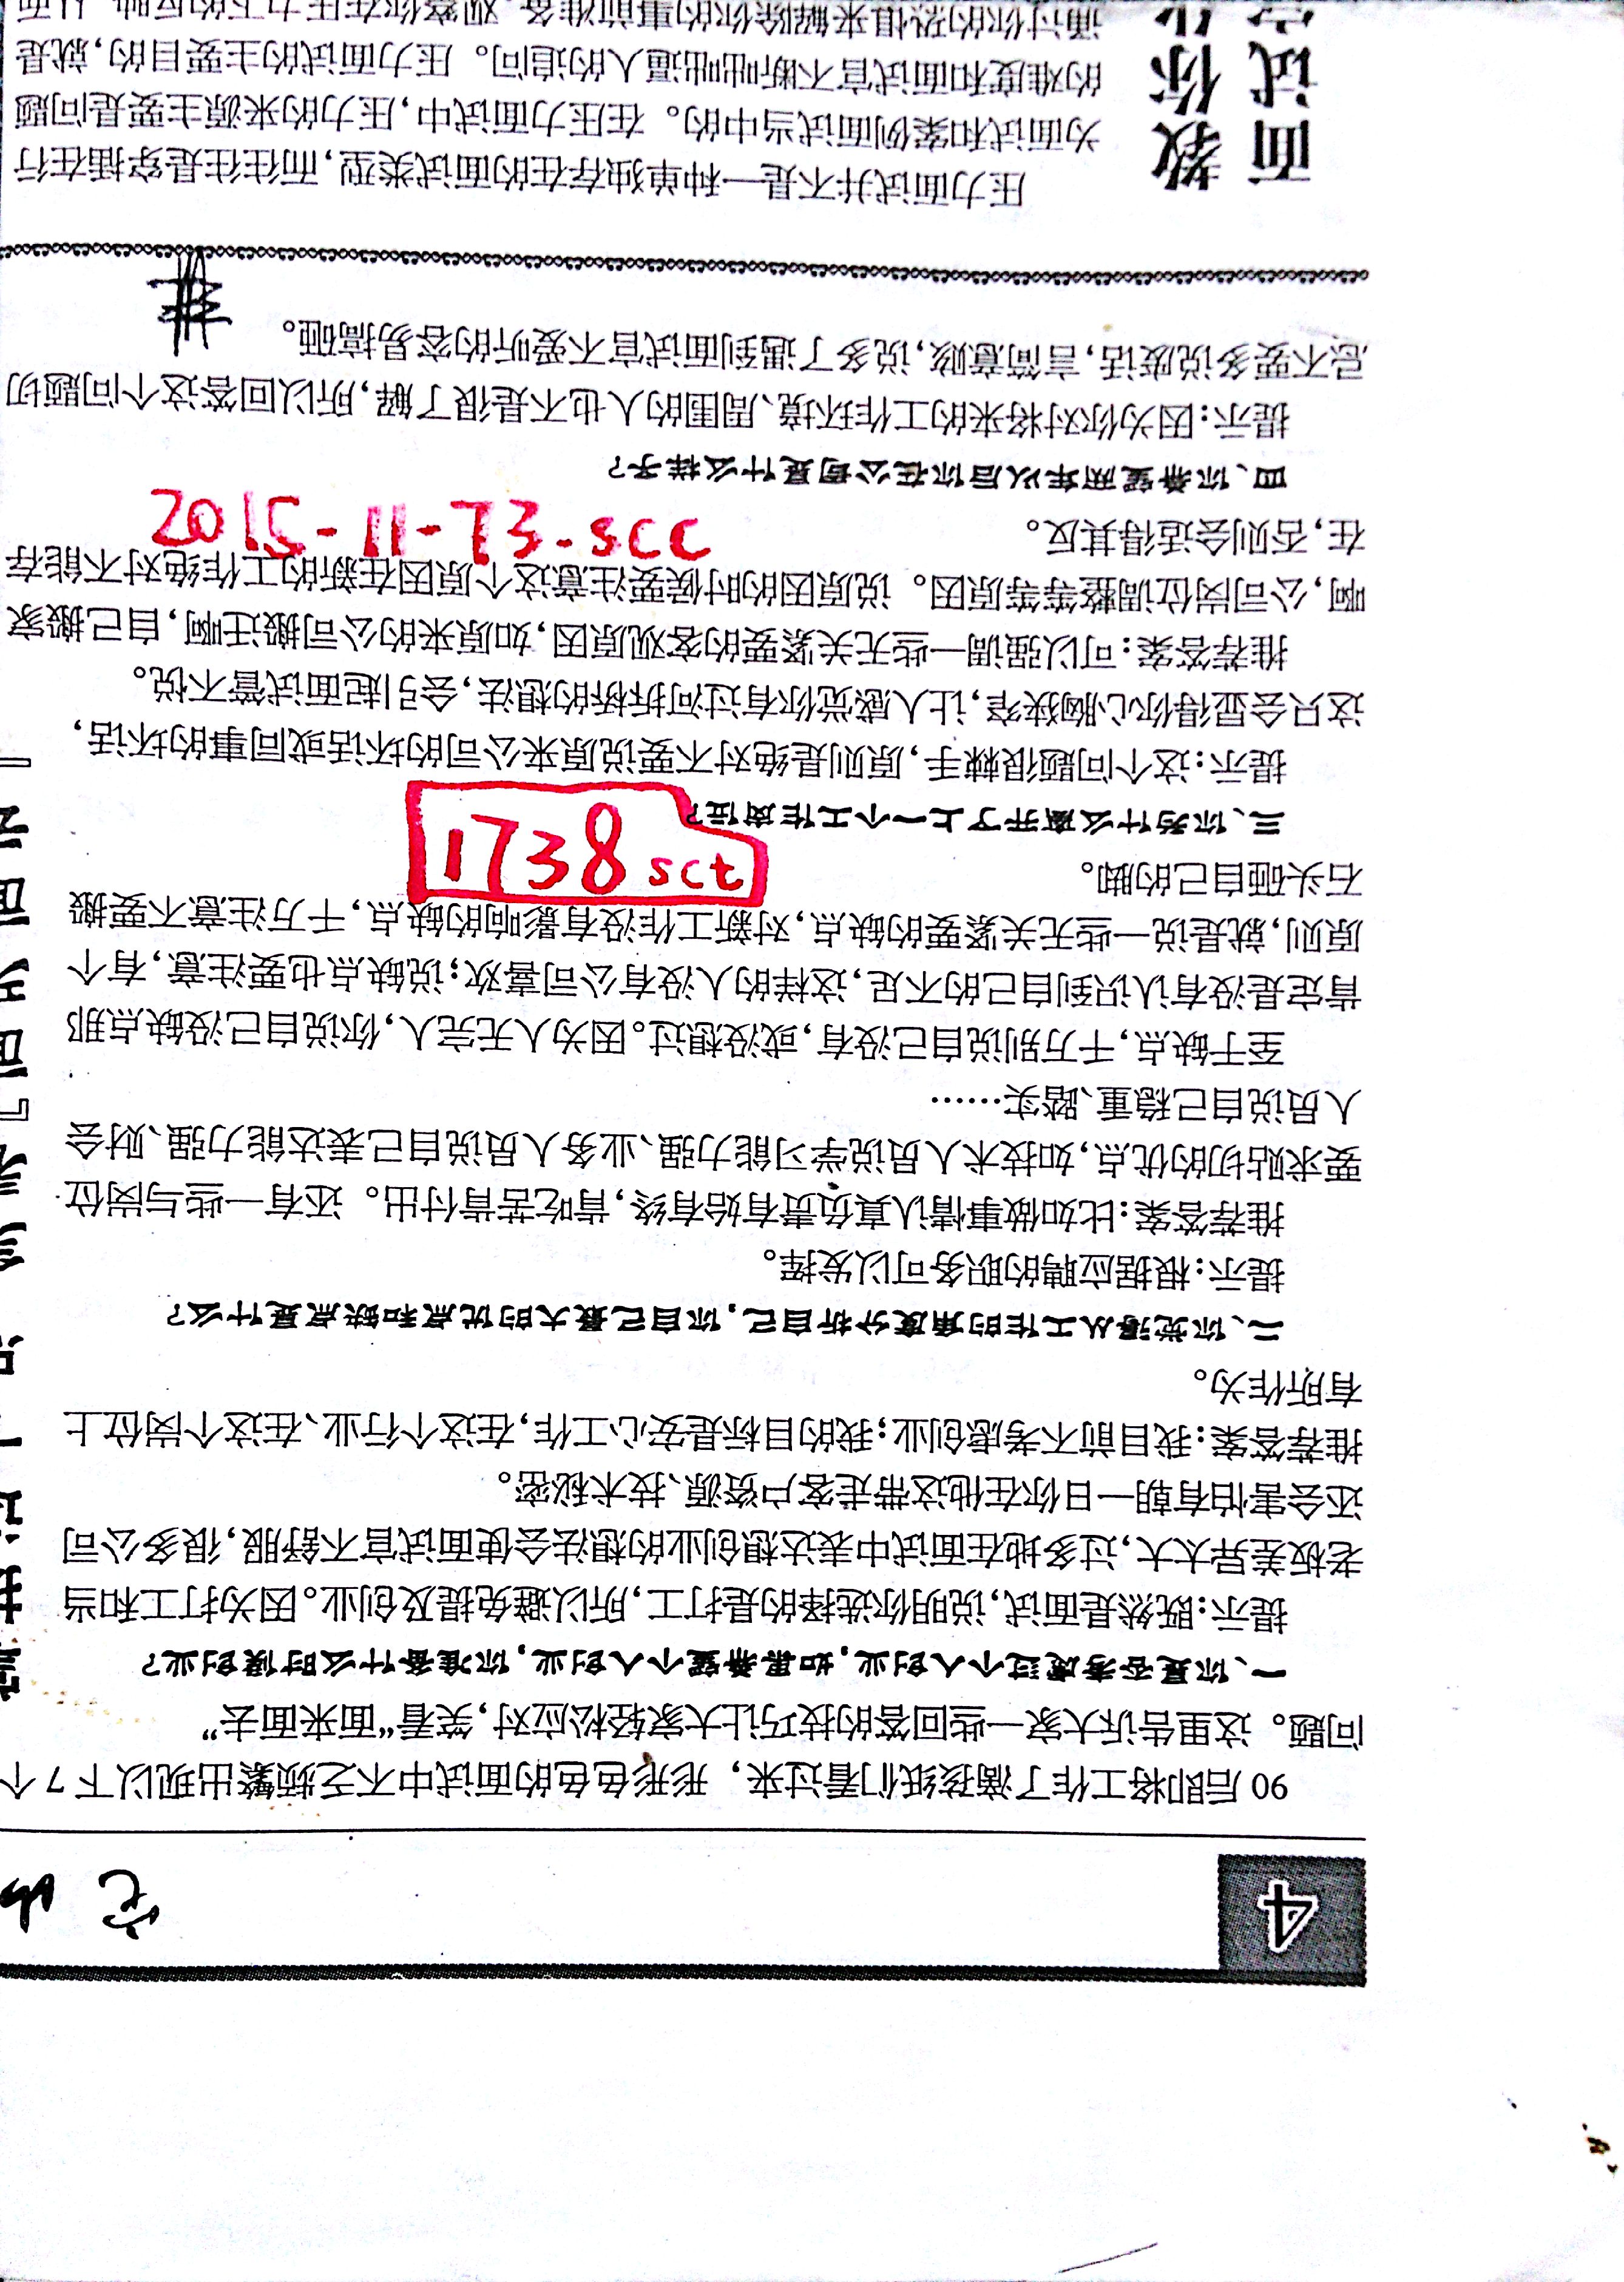 4
90后即将工作了滴孩纸们看过来，形形色色的面试中不乏频繁出现以下7个
问题。这里告诉大家一些回答的技巧让大家轻松应对，笑看“面来面去”
一、你是否考虑过个人创业，如果希望个人创业，你准备什么时候创业？
提示：既然是面试，说明你选择的是打工，所以避免提及创业。因为打工和当
老板差异太大，过多地在面试中表达想创业的想法会使面试官不舒服，很多公司
还会害怕有朝一日你在他这带走客户资源、技术秘密。
推荐答案：我目前不考虑创业；我的目标是安心工作，在这个行业、在这个岗位上
有所作为。
二、你觉得从工作的角度分析自己，你自己最大的优点和缺点是什么？
提示：根据应聘的职务可以发挥。
推荐答案：比如做事情认真负责有始有终，肯吃苦肯付出。还有一些与岗位
要求贴切的优点，如技术人员说学习能力强、业务人员说自己表达能力强、财会
人员说自己稳重、踏实……
至于缺点，千万别说自己没有，或没想过。因为人无完人，你说自己没缺点那
肯定是没有认识到自己的不足，这样的人没有公司喜欢；说缺点也要注意，有个
原则，就是说一些无关紧要的缺点，对新工作没有影响的缺点，千万注意不要搬
石头砸自己的脚。
1738 sct
三、你为什么离开了上一个工作岗位？
提示：这个问题很棘手，原则是绝对不要说原来公司的坏话或同事的坏话，
这只会显得你心胸狭窄，让人感觉你有过河拆桥的想法，会引起面试管不悦。
推荐答案：可以强调一些无关紧要的客观原因，如原来的公司搬迁啊，自己搬家
啊，公司岗位调整等等原因。说原因的时候要注意这个原因在新的工作绝对不能存
在，否则会适得其反。
2015-11-73-scc
四、你希望两年以后你在公司是什么样子？
提示：因为你对将来的工作环境、周围的人也不是很了解，所以回答这个问题切
忌不要多说废话，言简意赅，说多了遇到面试官不爱听的容易搞砸。
面试
教你
压力面试并不是一种单独存在的面试类型，而往往是穿插在行
为面试和案例面试当中的。在压力面试中，压力的来源主要是问题
的难度和面试官不断咄咄逼人的追问。压力面试的主要目的，就是
通过你的恐惧来解除你的事前准备，观察你在压力下的反应，从而